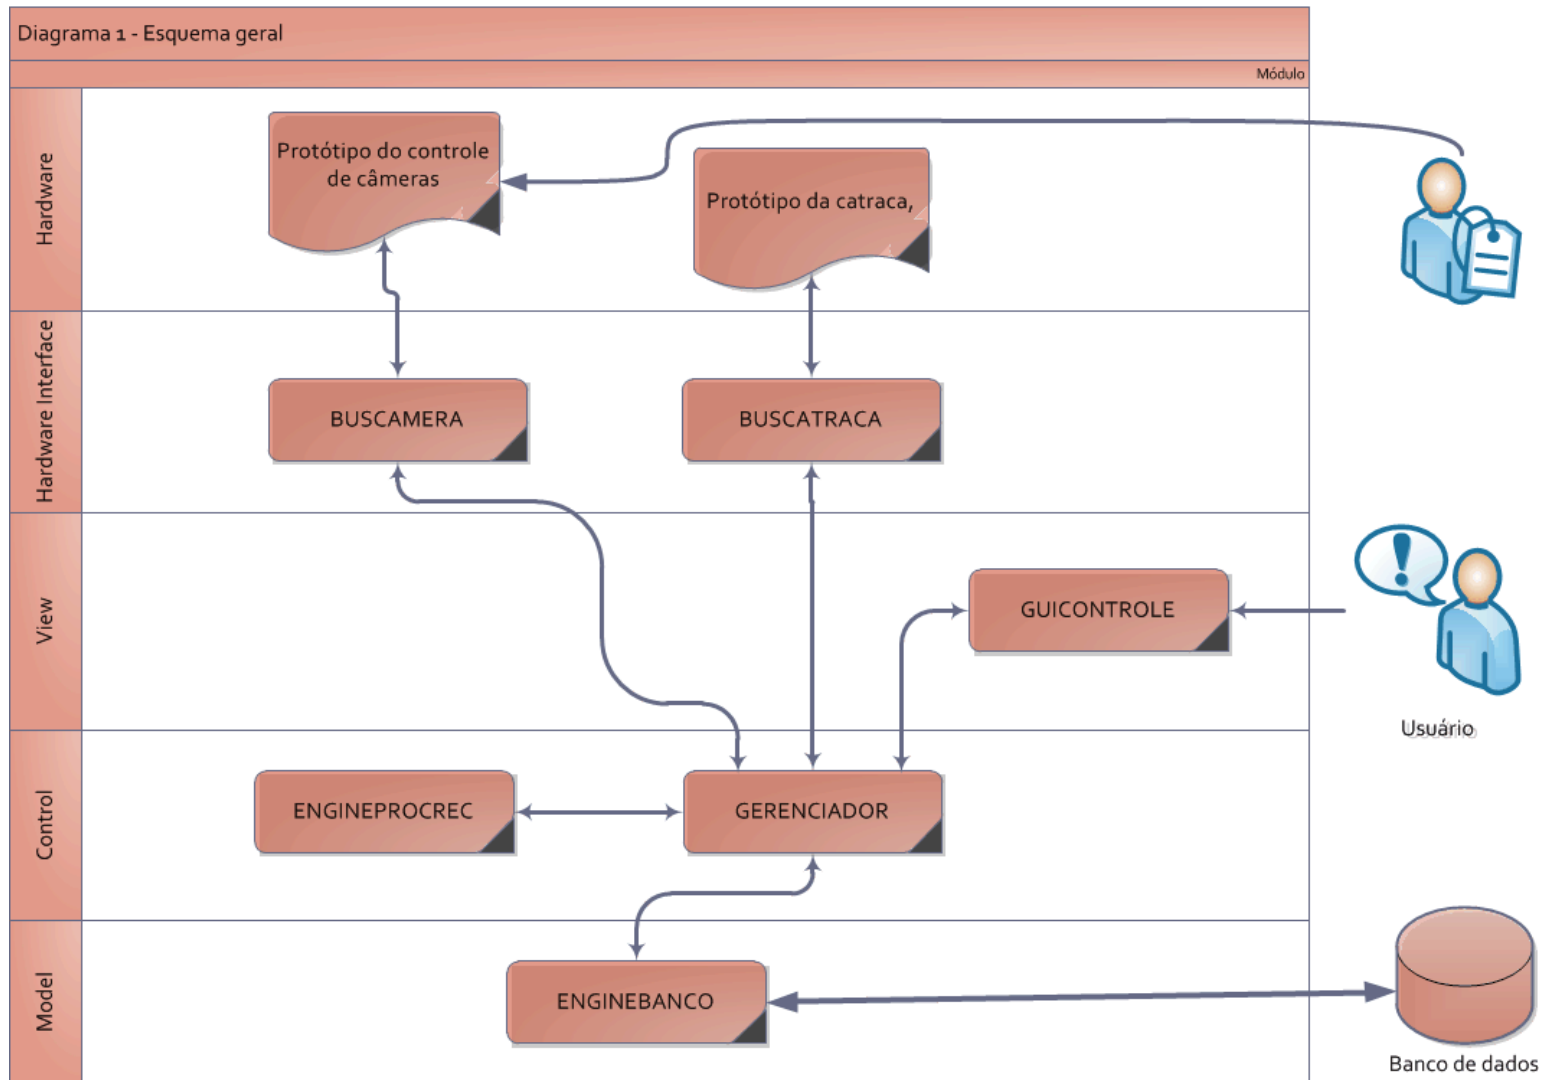 Diagrama 1 - Esquema geral
Módulo
Hardware
Protótipo do controle
de câmeras
Protótipo da catraca,
Hardware Interface
BUSCAMERA
BUSCATRACA
View
GUICONTROLE
Usuário
Control
ENGINEPROCREC
GERENCIADOR
Model
ENGINEBANCO
Banco de dados